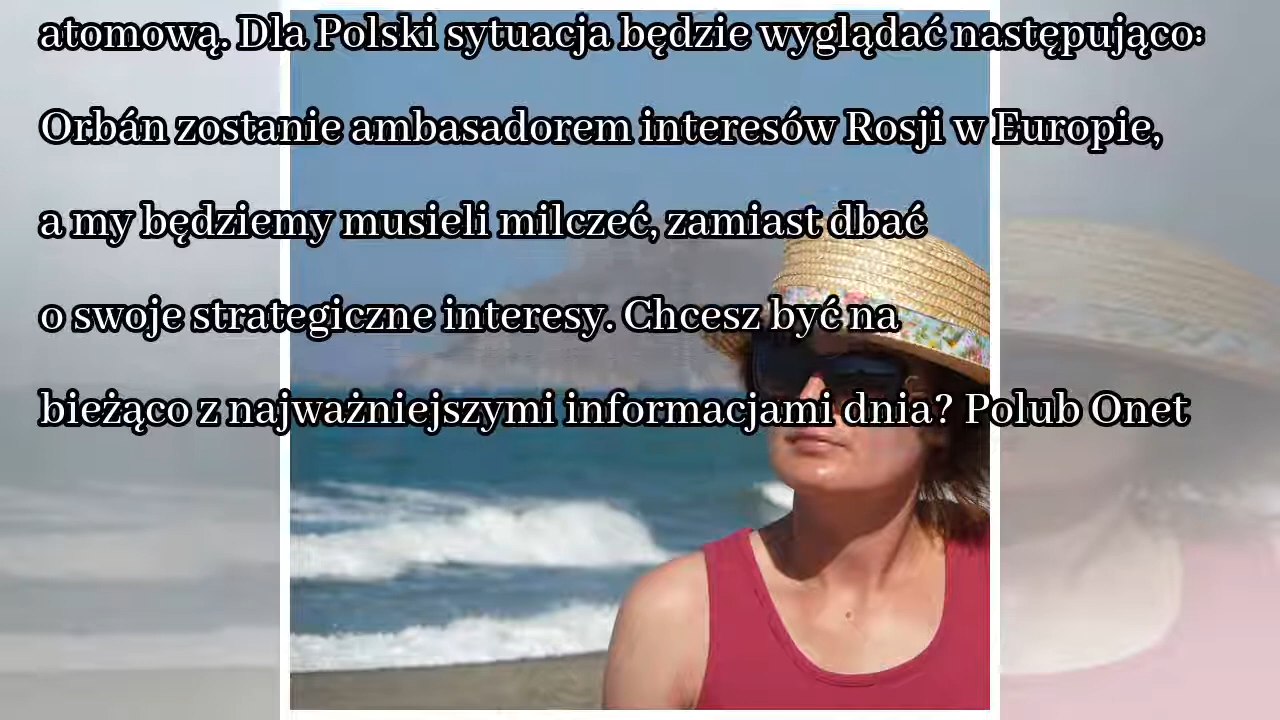 atomową. Dla Polski sytuacja będzie wyglądać następująco:
Orbán zostanie ambasadorem interesów Rosji w Europie,
a my będziemy musieli milczeć, zamiast dbać
o swoje strategiczne interesy. Chcesz być na
bieżąco z najważniejszymi informacjami dnia? Polub Onet